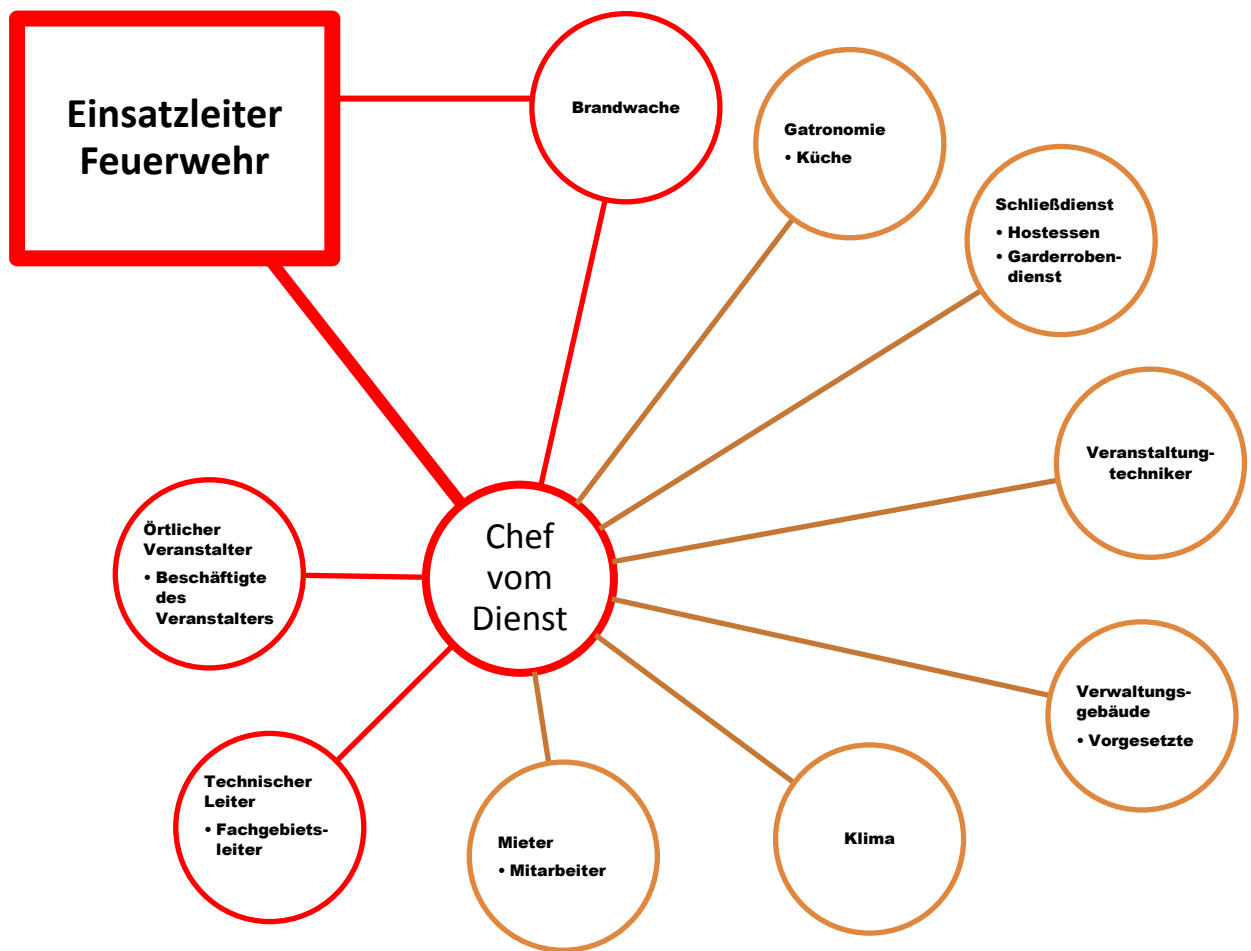 Einsatzleiter
Feuerwehr
Brandwache
Gatronomie
• Küche
Schließdienst
• Hostessen
• Garderroben-
dienst
Veranstaltung-
techniker
Chef
vom
Dienst
Örtlicher
Veranstalter
• Beschäftigte
des
Veranstalters
Verwaltungs-
gebäude
• Vorgesetzte
Technischer
Leiter
• Fachgebiets-
leiter
Mieter
• Mitarbeiter
Klima